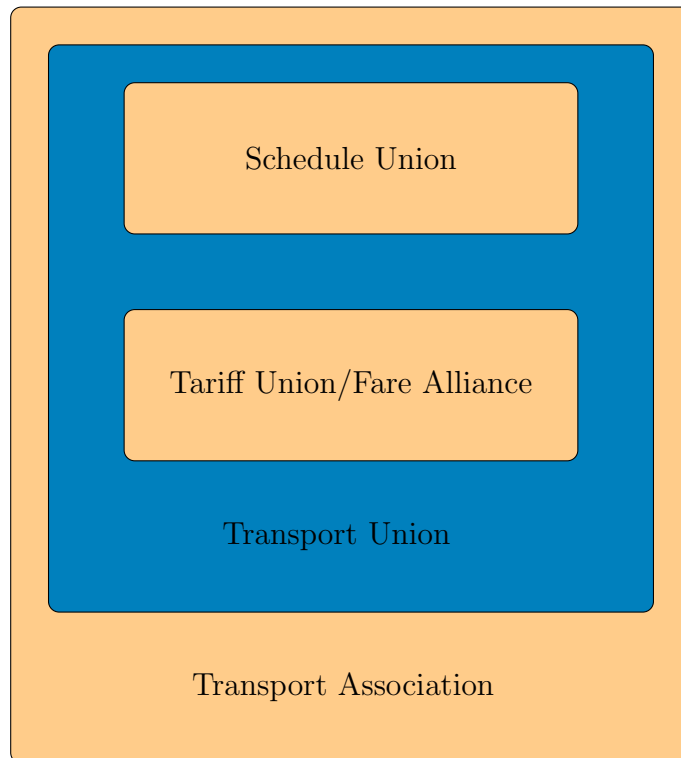 Schedule Union
Tariff Union/Fare Alliance
Transport Union
Transport Association